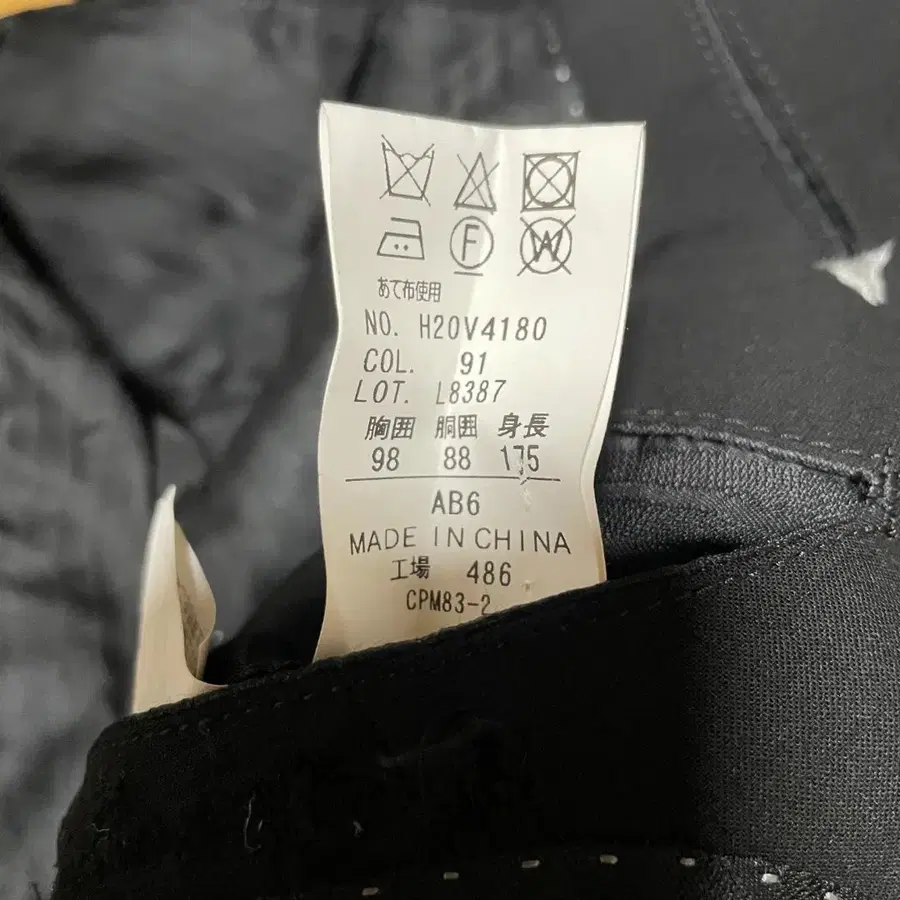 F W
あて布使用
NO. H20V4180
COL. 91
LOT. L8387
胸囲 胴囲 身長
98 88 175
AB6
MADE IN CHINA
工場 486
CPM83-2